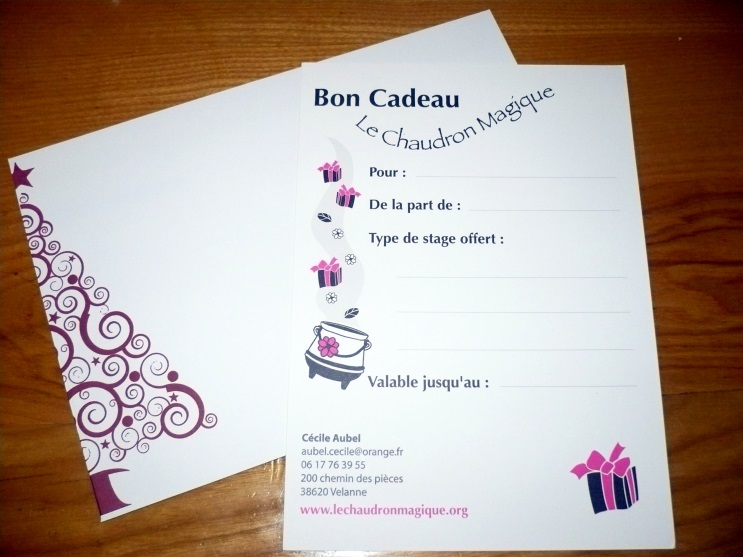 Bon Cadeau
Le Chaudron Magique
Pour :
De la part de :
Type de stage offert :
Valable jusqu'au :
Cécile Aubel
aubel.cecile@orange.fr
06 17 76 39 55
200 chemin des pièces
38620 Velanne
www.lechaudronmagique.org